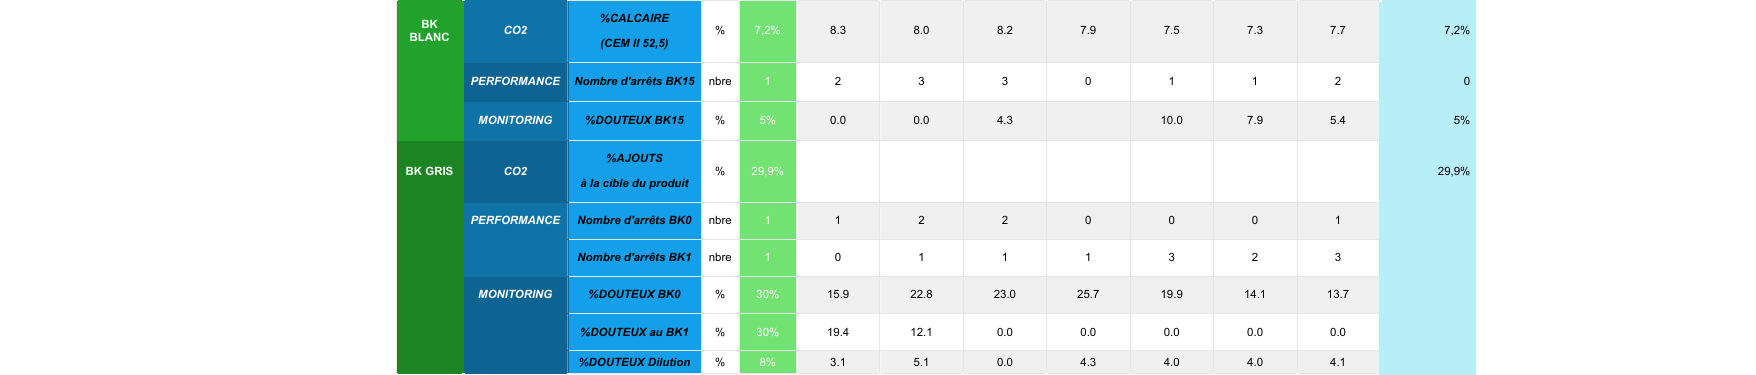 BK BLANC CO2 %CALCAIRE (CEM II 52,5) % 7,2% 8.3 8.0 8.2 7.9 7.5 7.3 7.7 7,2%
PERFORMANCE Nombre d'arrêts BK15 nbre 1 2 3 3 0 1 1 2 0
MONITORING %DOUTEUX BK15 % 5% 0.0 0.0 4.3 10.0 7.9 5.4 5%
BK GRIS CO2 %AJOUTS à la cible du produit % 29,9% 29,9%
PERFORMANCE Nombre d'arrêts BK0 nbre 1 1 2 2 0 0 0 1
Nombre d'arrêts BK1 nbre 1 0 1 1 1 3 2 3
MONITORING %DOUTEUX BK0 % 30% 15.9 22.8 23.0 25.7 19.9 14.1 13.7
%DOUTEUX au BK1 % 30% 19.4 12.1 0.0 0.0 0.0 0.0 0.0
%DOUTEUX Dilution % 8% 3.1 5.1 0.0 4.3 4.0 4.0 4.1